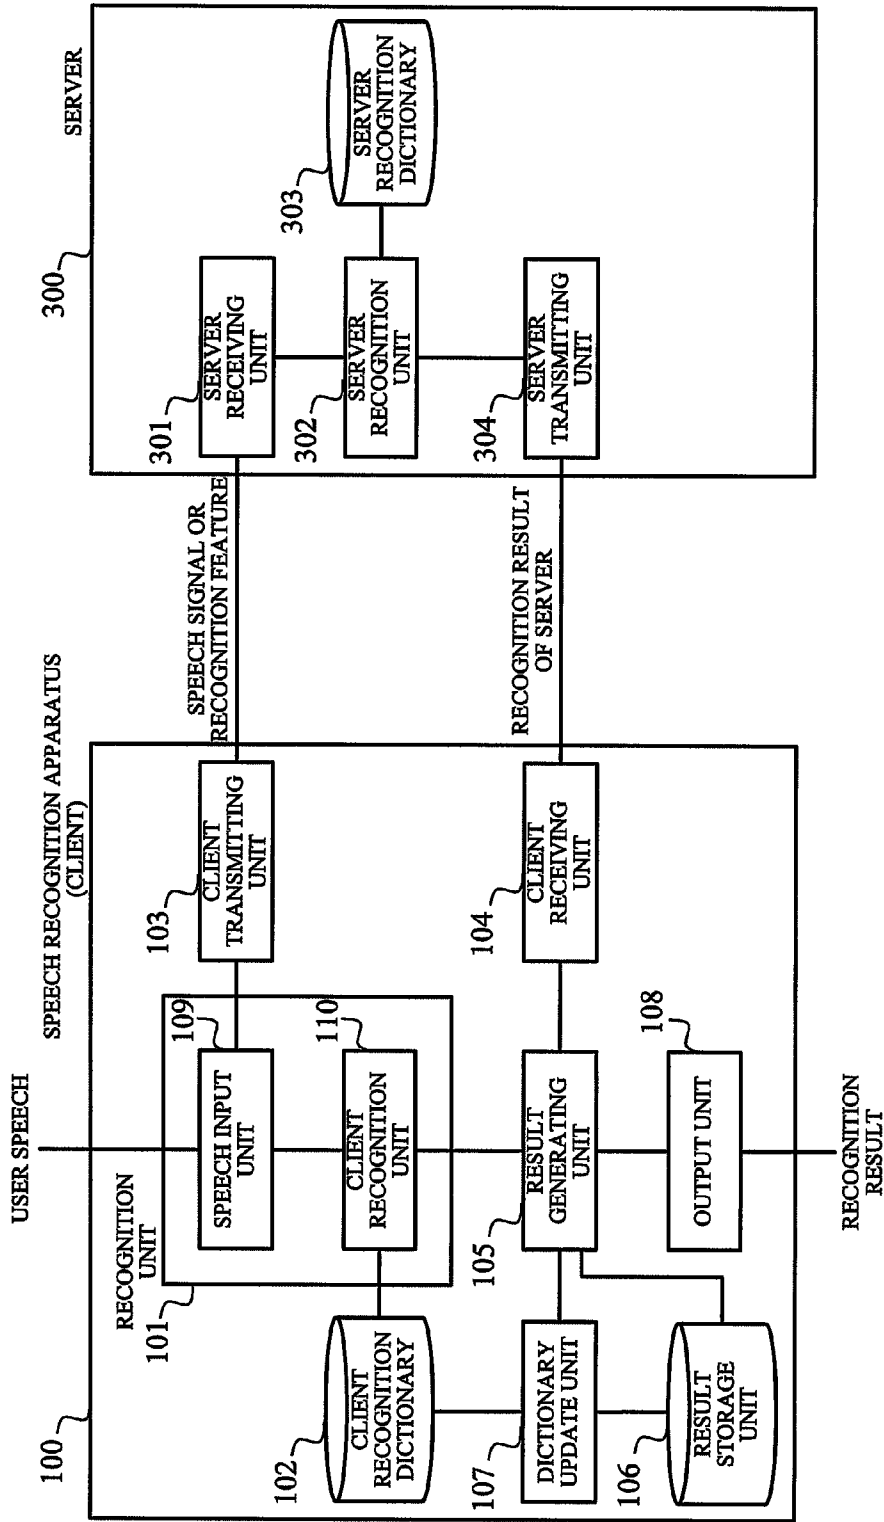 USER SPEECH
SPEECH RECOGNITION APPARATUS
(CLIENT)
100
RECOGNITION
UNIT
101
SPEECH INPUT
UNIT
109
CLIENT
RECOGNITION
UNIT
110
102
CLIENT
RECOGNITION
DICTIONARY
103
CLIENT
TRANSMITTING
UNIT
104
CLIENT
RECEIVING
UNIT
105
RESULT
GENERATING
UNIT
107
DICTIONARY
UPDATE UNIT
106
RESULT
STORAGE
UNIT
108
OUTPUT UNIT
RECOGNITION
RESULT
SPEECH SIGNAL OR
RECOGNITION FEATURE
RECOGNITION RESULT
OF SERVER
300
SERVER
301
SERVER
RECEIVING
UNIT
302
SERVER
RECOGNITION
UNIT
303
SERVER
RECOGNITION
DICTIONARY
304
SERVER
TRANSMITTING
UNIT